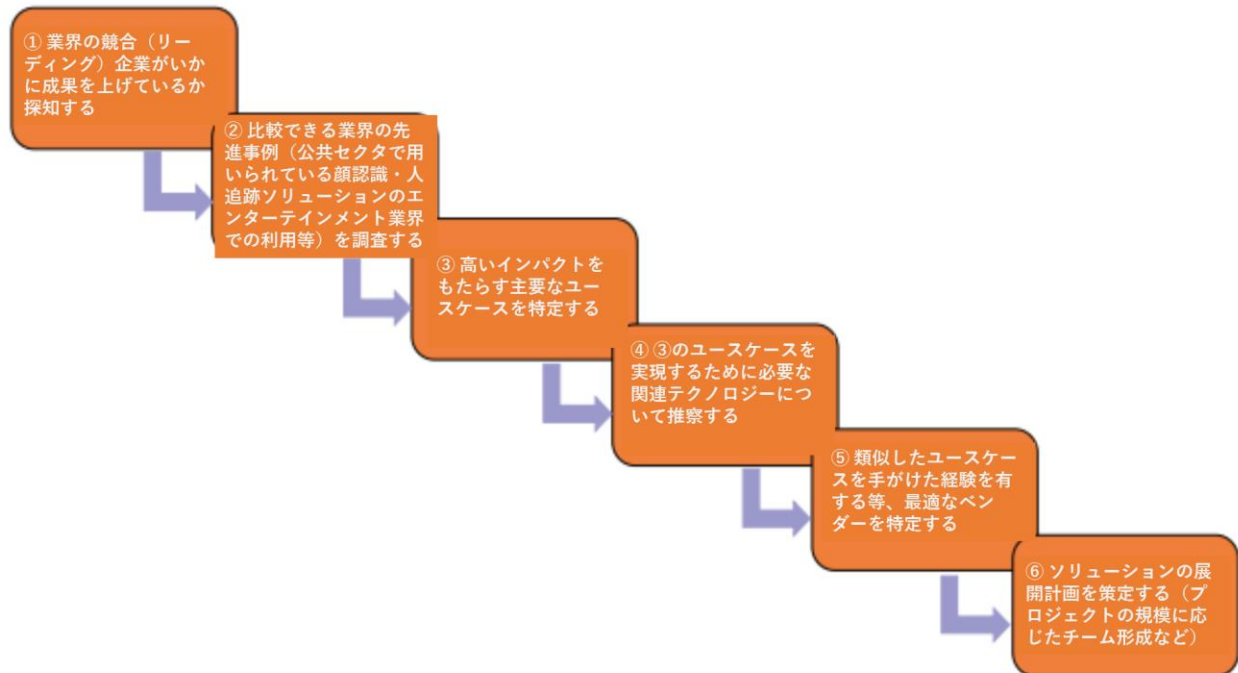 ① 業界の競合（リー
ディング）企業がいか
に成果を上げているか
探知する
② 比較できる業界の先
進事例（公共セクタで用
いられている顔認識・人
追跡ソリューションのエ
ンターテインメント業界
での利用等）を調査する
③ 高いインパクトを
もたらす主要なユー
スケースを特定する
④ ③のユースケースを
実現するために必要な
関連テクノロジーにつ
いて推察する
⑤ 類似したユースケー
スを手がけた経験を有
する等、最適なベン
ダーを特定する
⑥ ソリューションの展
開計画を策定する（プ
ロジェクトの規模に応
じたチーム形成など）